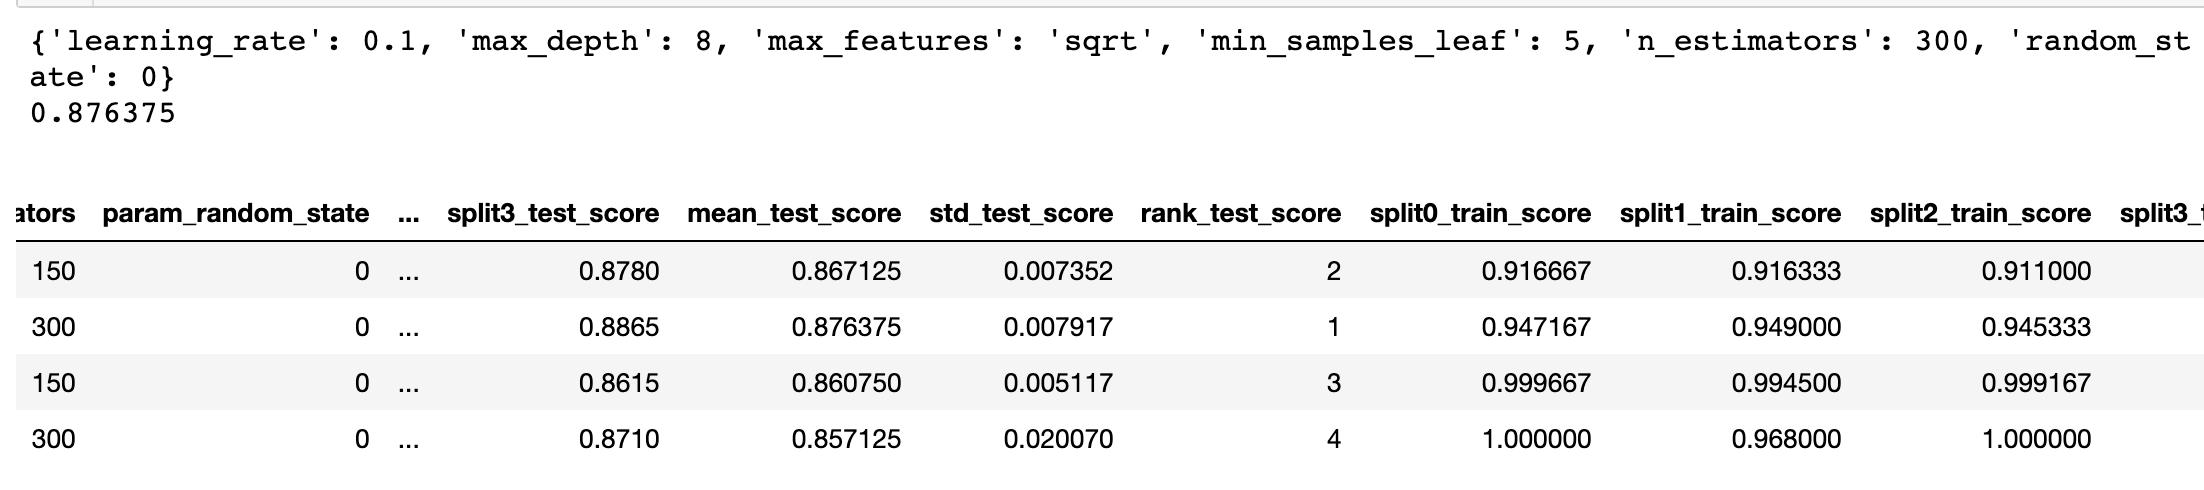 {'learning_rate': 0.1, 'max_depth': 8, 'max_features': 'sqrt', 'min_samples_leaf': 5, 'n_estimators': 300, 'random_st
ate': 0}
0.876375
ators param_random_state ... split3_test_score mean_test_score std_test_score rank_test_score split0_train_score split1_train_score split2_train_score split3_
150 0 ... 0.8780 0.867125 0.007352 2 0.916667 0.916333 0.911000
300 0 ... 0.8865 0.876375 0.007917 1 0.947167 0.949000 0.945333
150 0 ... 0.8615 0.860750 0.005117 3 0.999667 0.994500 0.999167
300 0 ... 0.8710 0.857125 0.020070 4 1.000000 0.968000 1.000000